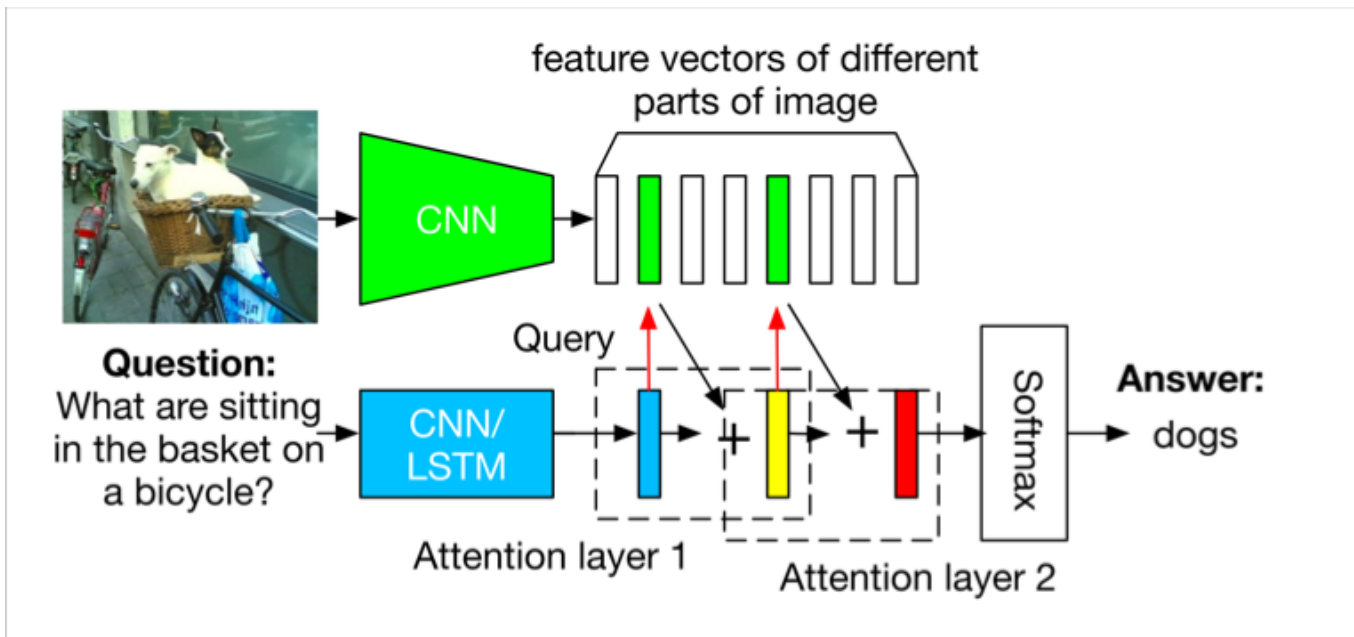 feature vectors of different
parts of image
CNN
Query
Question:
What are sitting
in the basket on
a bicycle?
CNN/
LSTM
+
+
Softmax
Answer:
dogs
Attention layer 1
Attention layer 2